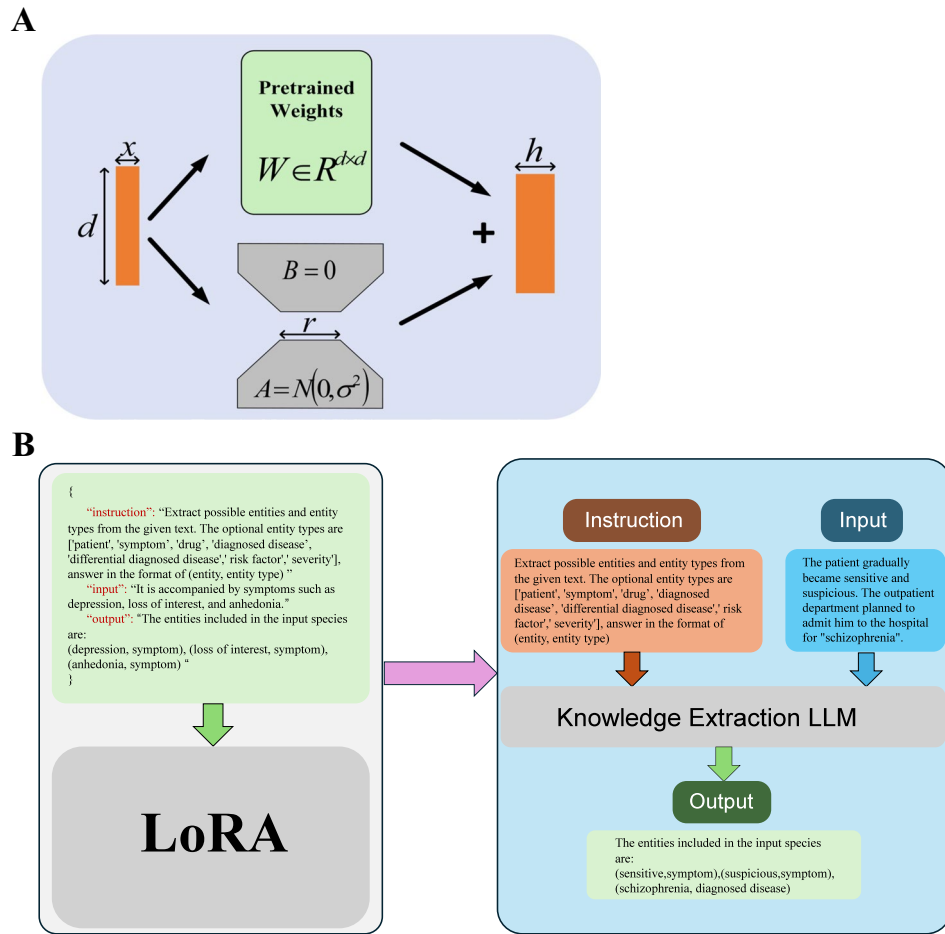 A
Pretrained
Weights
W ∈ R^{d×d}
x
d
h
+
B = 0
r
A = N(0, σ²)
B
{
“instruction”: “Extract possible entities and entity
types from the given text. The optional entity types are
['patient', 'symptom’, 'drug’, 'diagnosed disease’,
'differential diagnosed disease',' risk factor',' severity'],
answer in the format of (entity, entity type) ”
“input”: “It is accompanied by symptoms such as
depression, loss of interest, and anhedonia.”
“output”: “The entities included in the input species
are:
(depression, symptom), (loss of interest, symptom),
(anhedonia, symptom) “
}
LoRA
Instruction
Extract possible entities and entity types from
the given text. The optional entity types are
['patient', 'symptom', 'drug', 'diagnosed
disease', 'differential diagnosed disease',' risk
factor',' severity'], answer in the format of
(entity, entity type)
Input
The patient gradually
became sensitive and
suspicious. The outpatient
department planned to
admit him to the hospital
for "schizophrenia".
Knowledge Extraction LLM
Output
The entities included in the input species
are:
(sensitive,symptom),(suspicious,symptom),
(schizophrenia, diagnosed disease)